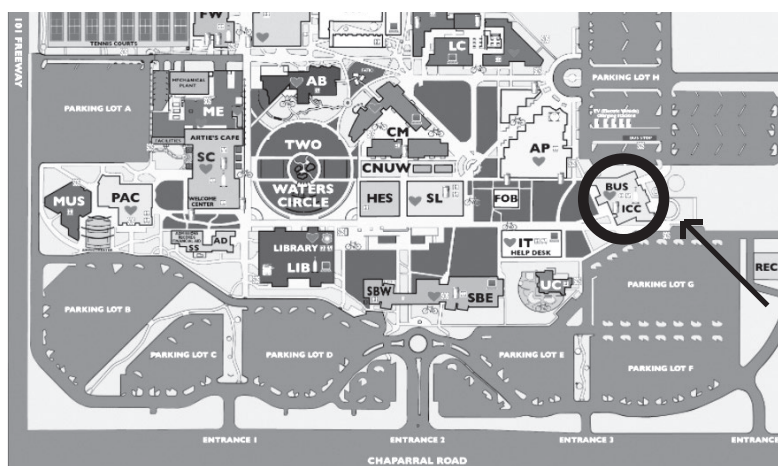 101 FREEWAY
TENNIS COURTS
FW
LC
PARKING LOT H
PARKING LOT A
MECHANICAL
PLANT
ME
AB
CM
FACILITIES
ARTIE'S CAFE
SC
WELCOME
CENTER
TWO
WATERS
CIRCLE
CNUW
HES
SL
AP
FOB
BUS
ICC
MUS
PAC
SS
AD
LIBRARY
LIB
IT
HELP DESK
SBW
SBE
UC
REC
PARKING LOT G
PARKING LOT B
PARKING LOT C
PARKING LOT D
PARKING LOT E
PARKING LOT F
ENTRANCE 1
ENTRANCE 2
ENTRANCE 3
ENTRANCE
CHAPARRAL ROAD